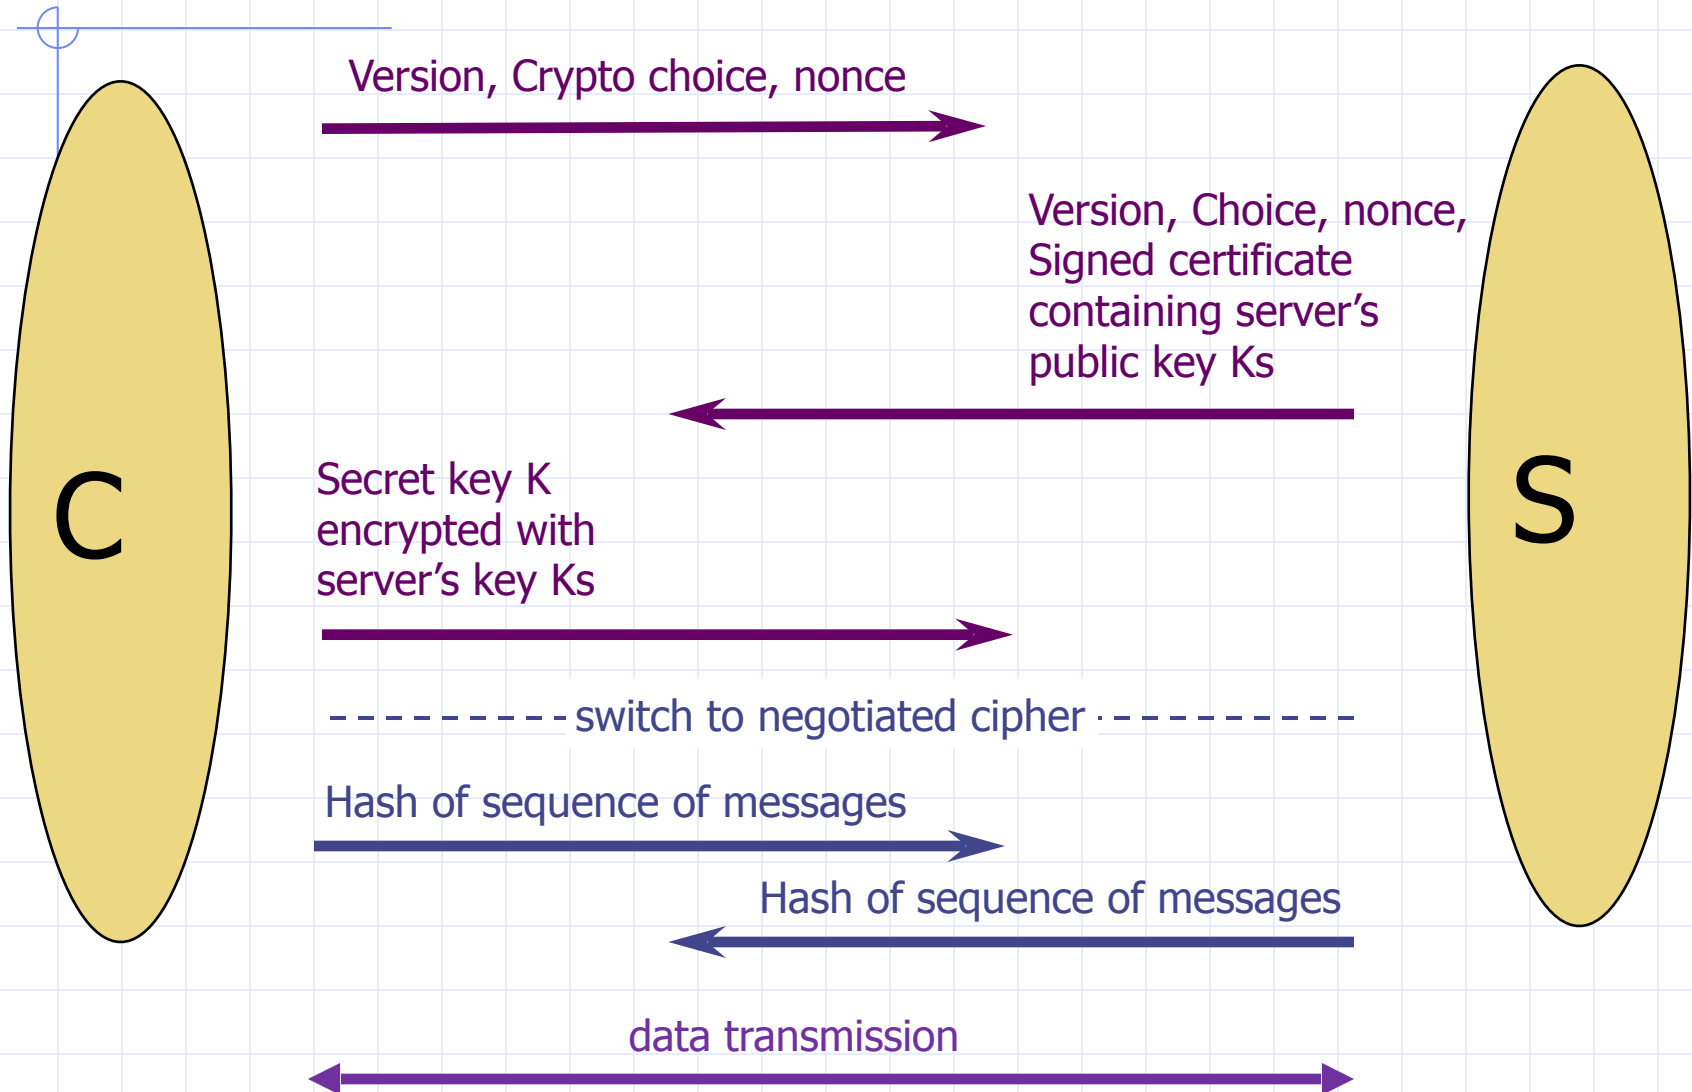 Version, Crypto choice, nonce
Version, Choice, nonce,
Signed certificate
containing server’s
public key Ks
C
S
Secret key K
encrypted with
server’s key Ks
switch to negotiated cipher
Hash of sequence of messages
Hash of sequence of messages
data transmission